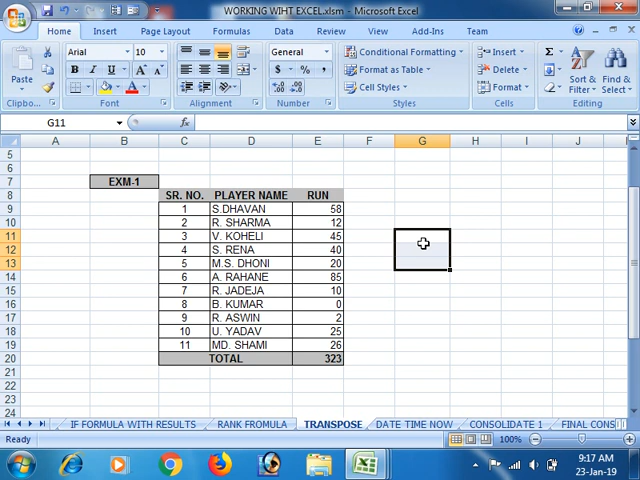 WORKING WIHT EXCEL.xlsm - Microsoft Excel
Home Insert Page Layout Formulas Data Review View Add-Ins Team
Paste
Arial 10
B I U A A
General
$ % ,
Conditional Formatting
Format as Table
Cell Styles
Insert
Delete
Format
Σ
Sort & Filter
Find & Select
Clipboard Font Alignment Number Styles Cells Editing
G11 fx
A B C D E F G H I J K
5
6
7 EXM-1
8 SR. NO. PLAYER NAME RUN
9 1 S.DHAVAN 58
10 2 R. SHARMA 12
11 3 V. KOHELI 45
12 4 S. RENA 40
13 5 M.S. DHONI 20
14 6 A. RAHANE 85
15 7 R. JADEJA 10
16 8 B. KUMAR 0
17 9 R. ASWIN 2
18 10 U. YADAV 25
19 11 MD. SHAMI 26
20 TOTAL 323
21
22
23
24
IF FORMULA WITH RESULTS RANK FROMULA TRANSPOSE DATE TIME NOW CONSOLIDATE 1 FINAL CONS
Ready 100%
9:17 AM
23-Jan-19